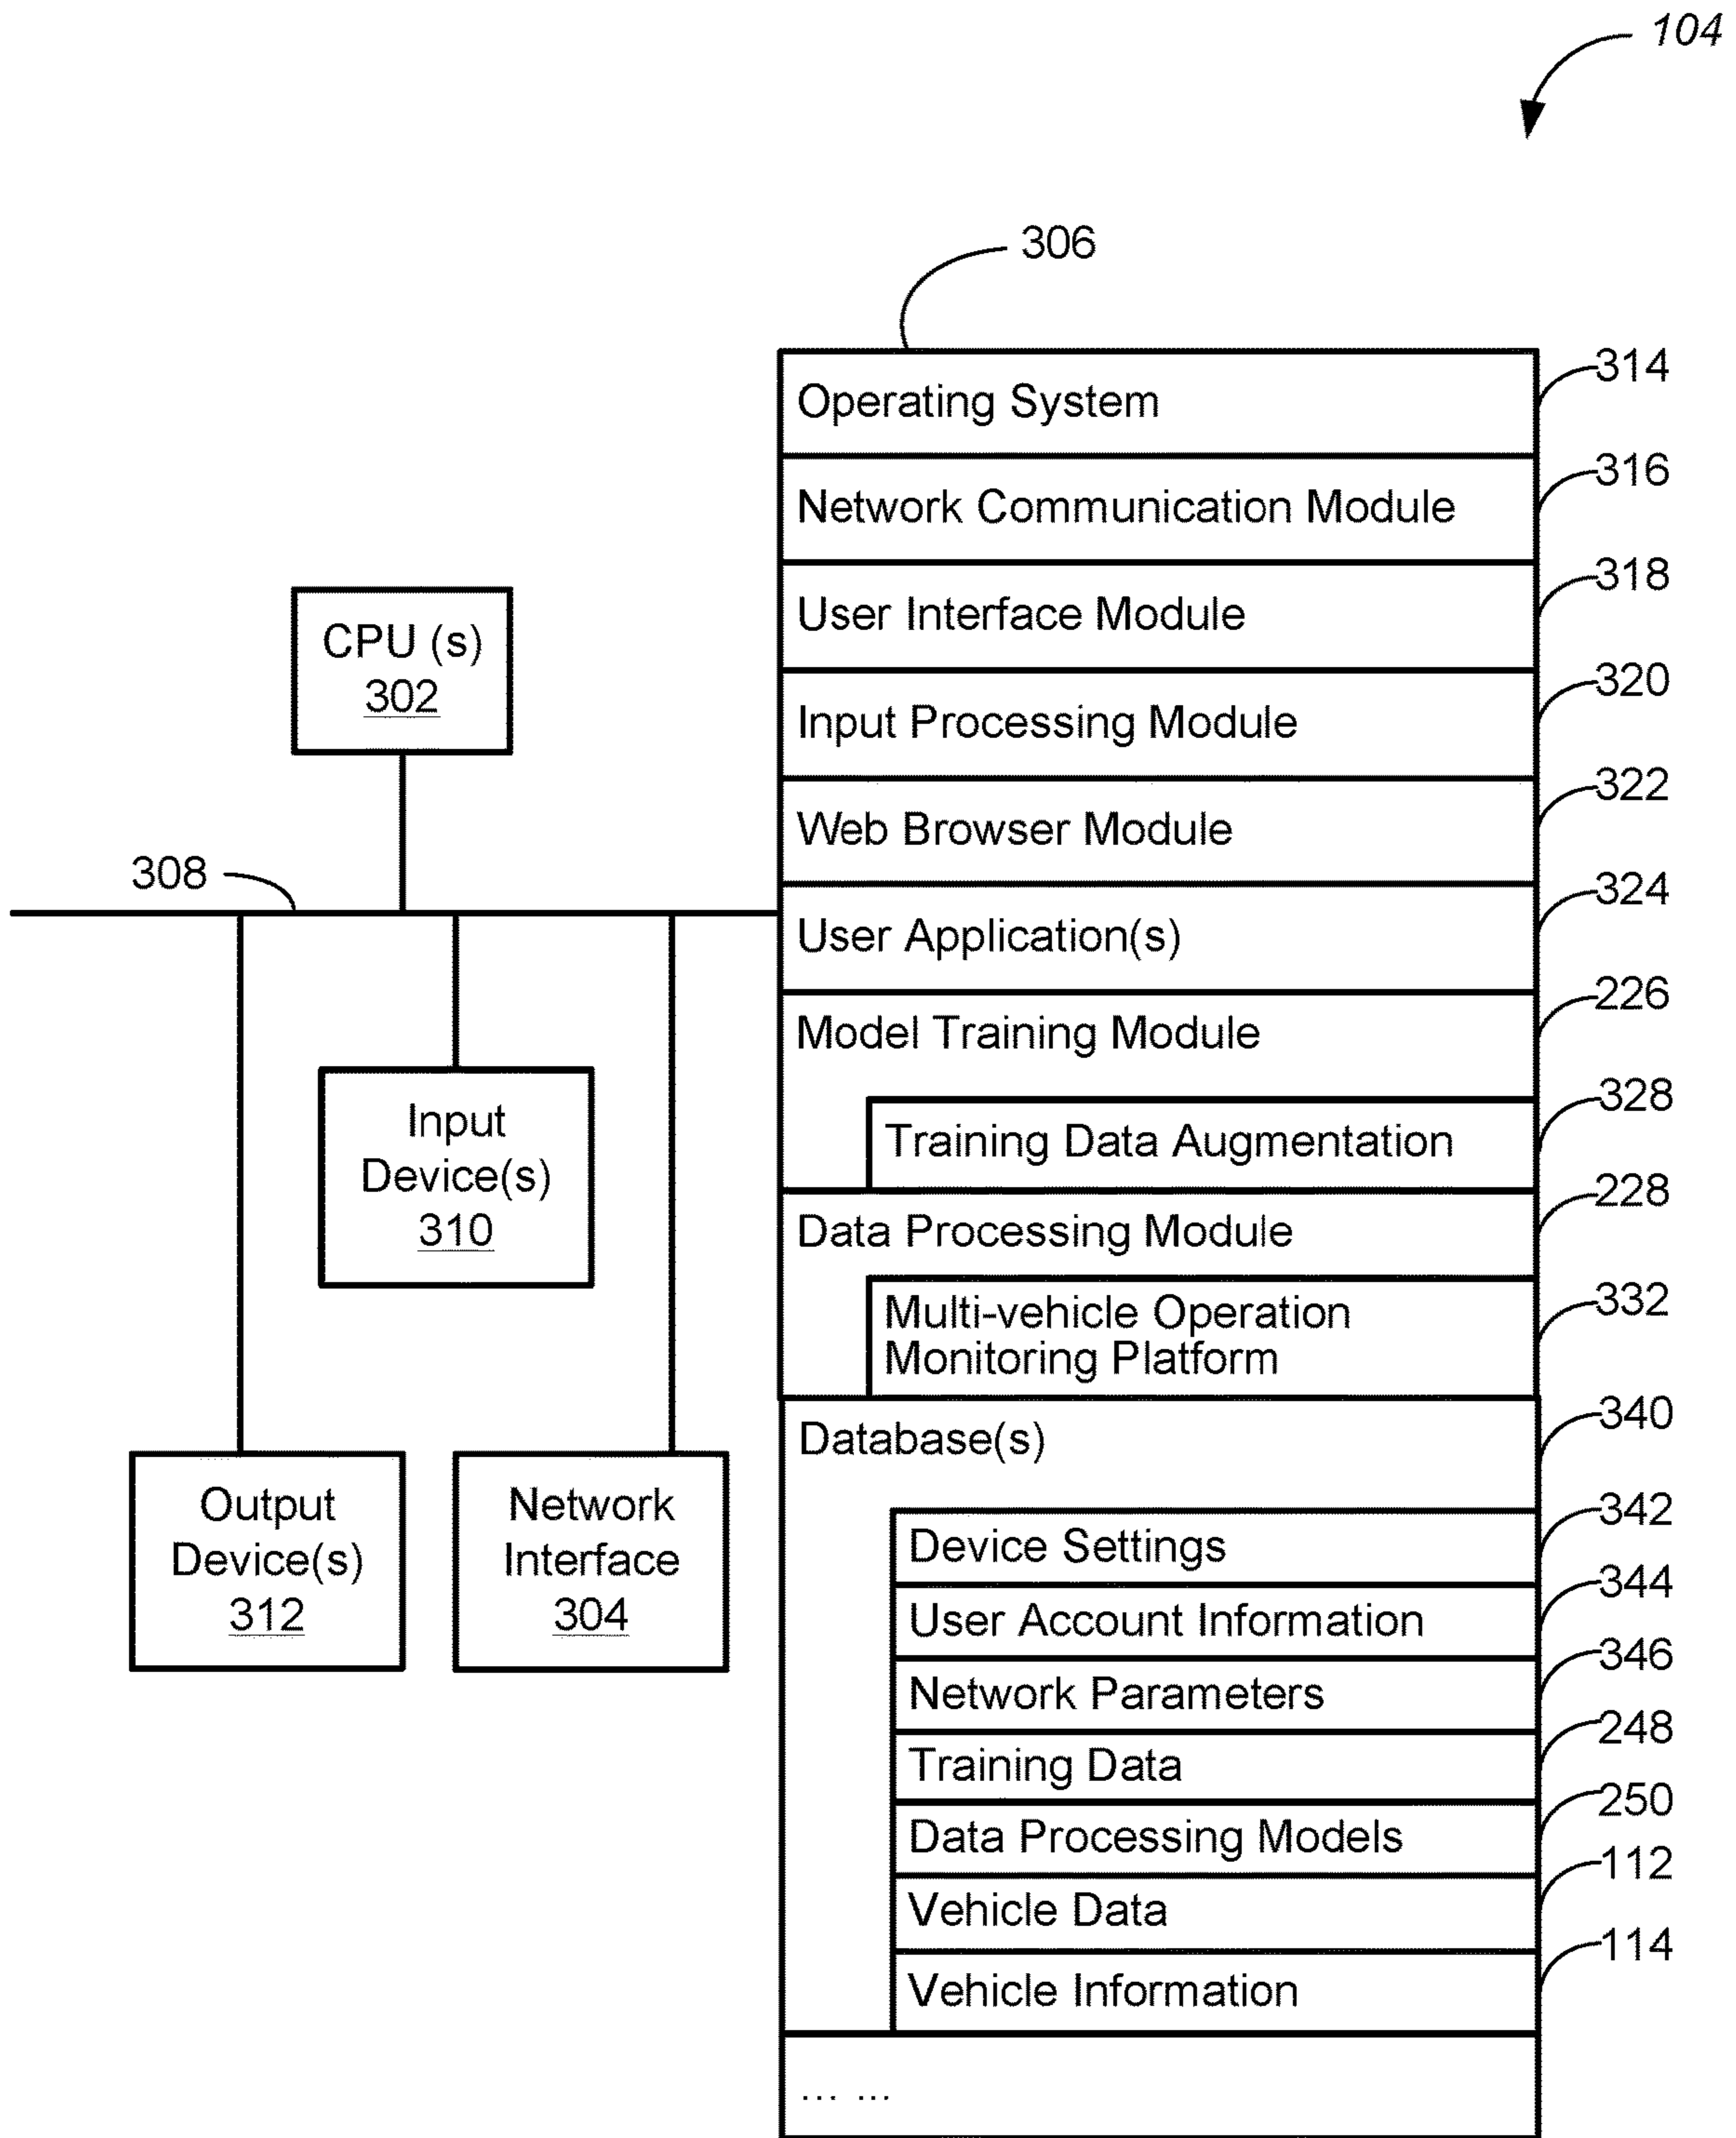 104
306
Operating System
314
Network Communication Module
316
User Interface Module
318
Input Processing Module
320
Web Browser Module
322
User Application(s)
324
Model Training Module
226
Training Data Augmentation
328
Data Processing Module
228
Multi-vehicle Operation
Monitoring Platform
332
Database(s)
340
Device Settings
342
User Account Information
344
Network Parameters
346
Training Data
248
Data Processing Models
250
Vehicle Data
112
Vehicle Information
114
... ...
CPU (s)
302
308
Input
Device(s)
310
Output
Device(s)
312
Network
Interface
304